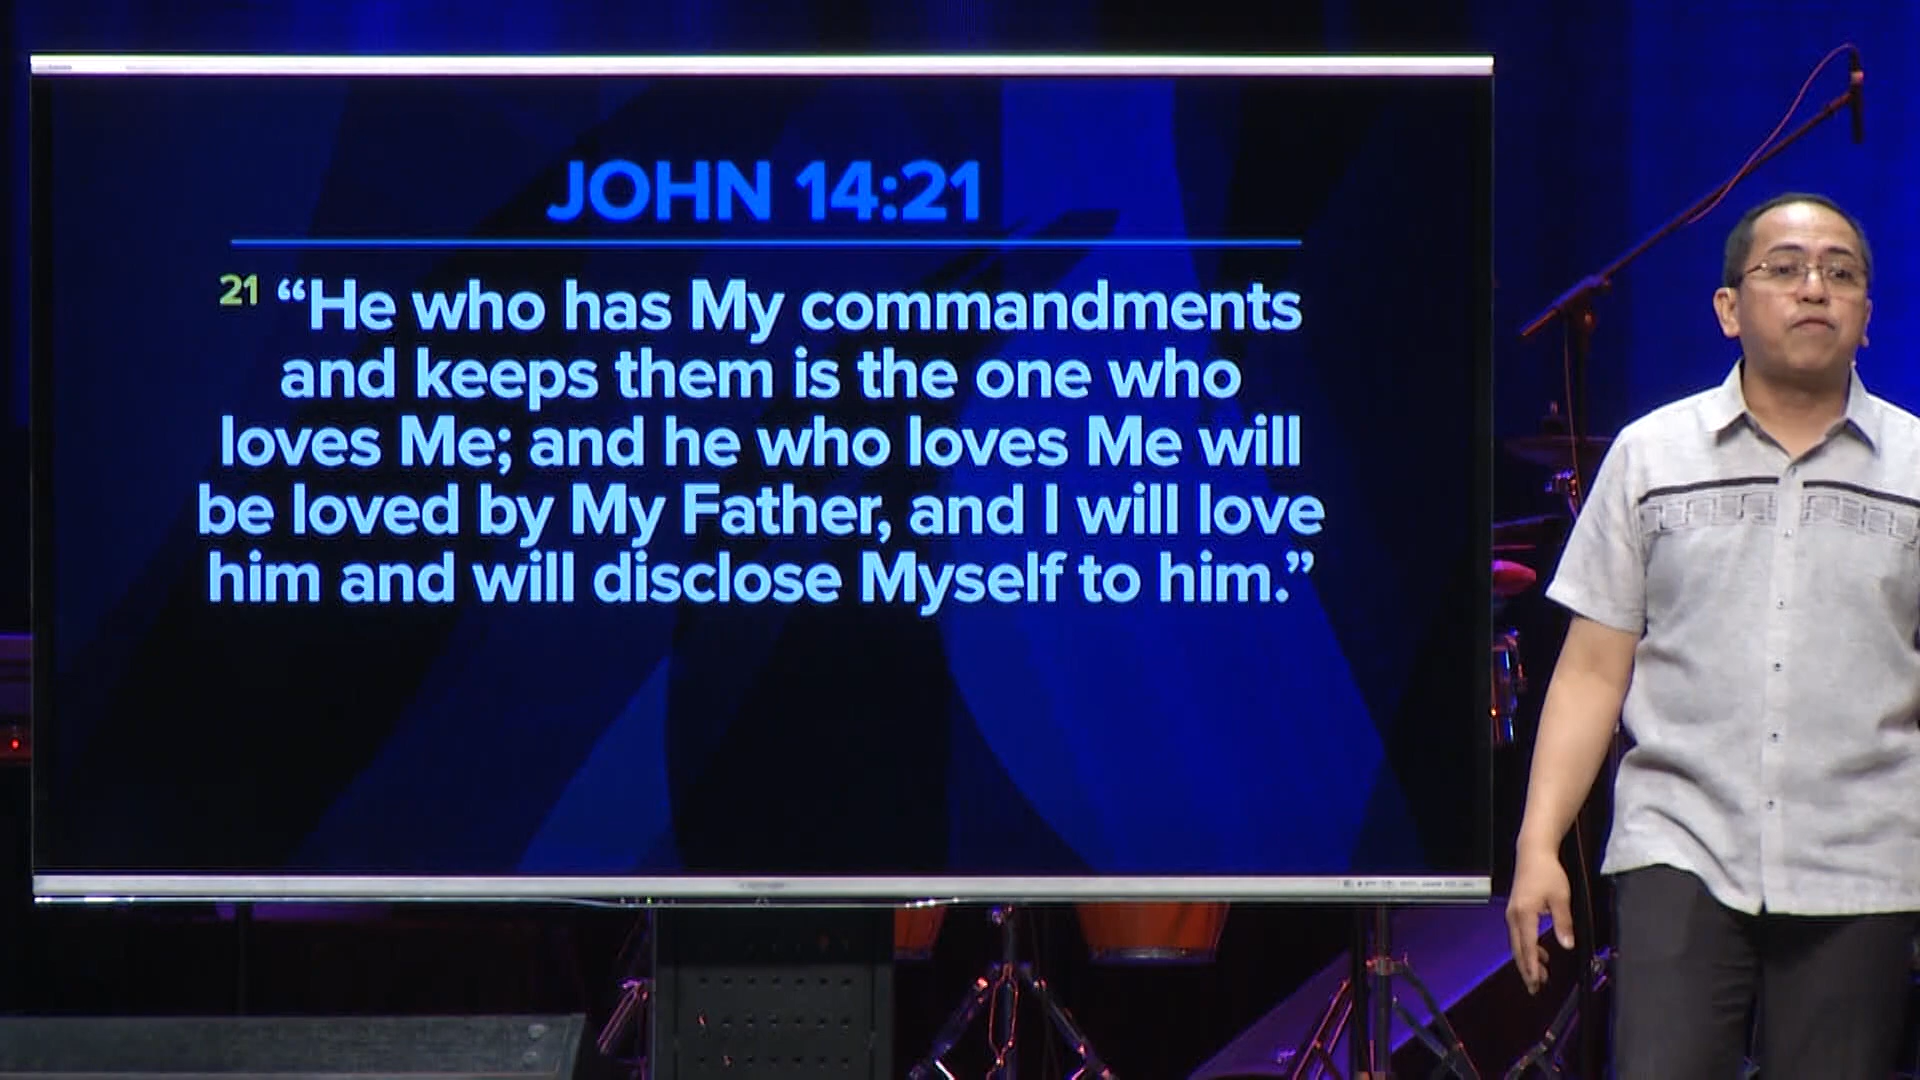 JOHN 14:21
21 “He who has My commandments
and keeps them is the one who
loves Me; and he who loves Me will
be loved by My Father, and I will love
him and will disclose Myself to him.”